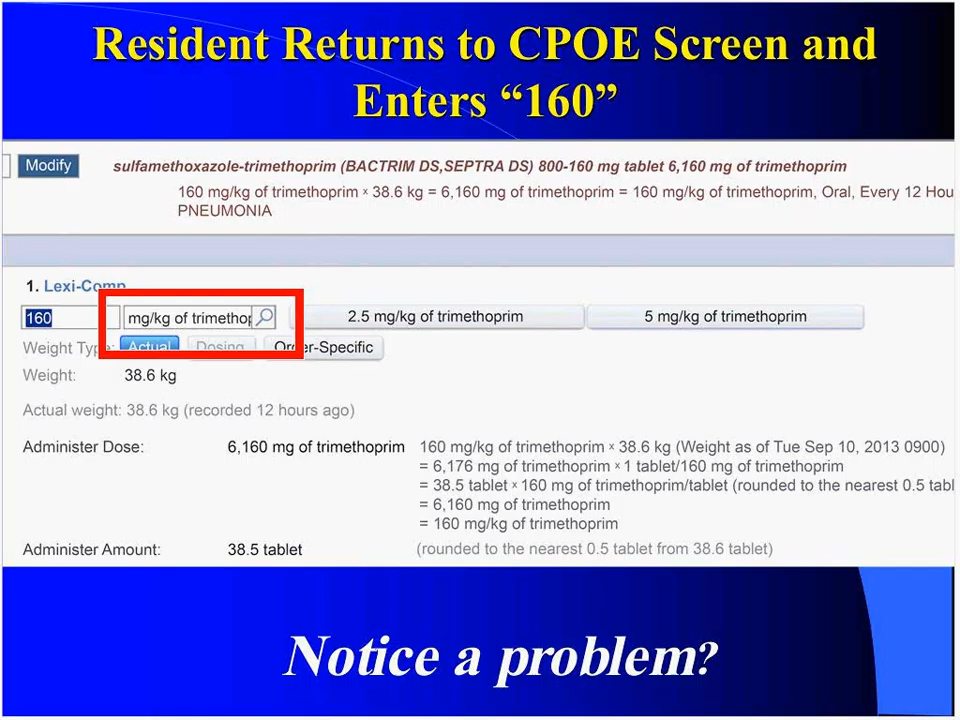 Resident Returns to CPOE Screen and
Enters “160”
Modify
sulfamethoxazole-trimethoprim (BACTRIM DS,SEPTRA DS) 800-160 mg tablet 6,160 mg of trimethoprim
160 mg/kg of trimethoprim × 38.6 kg = 6,160 mg of trimethoprim = 160 mg/kg of trimethoprim, Oral, Every 12 Hou
PNEUMONIA
1. Lexi-Comp
160 mg/kg of trimethop 2.5 mg/kg of trimethoprim 5 mg/kg of trimethoprim
Weight Type: Actual Dosing Order-Specific
Weight: 38.6 kg
Actual weight: 38.6 kg (recorded 12 hours ago)
Administer Dose: 6,160 mg of trimethoprim 160 mg/kg of trimethoprim × 38.6 kg (Weight as of Tue Sep 10, 2013 0900)
= 6,176 mg of trimethoprim × 1 tablet/160 mg of trimethoprim
= 38.5 tablet × 160 mg of trimethoprim/tablet (rounded to the nearest 0.5 tabl
= 6,160 mg of trimethoprim
= 160 mg/kg of trimethoprim
Administer Amount: 38.5 tablet (rounded to the nearest 0.5 tablet from 38.6 tablet)
Notice a problem?